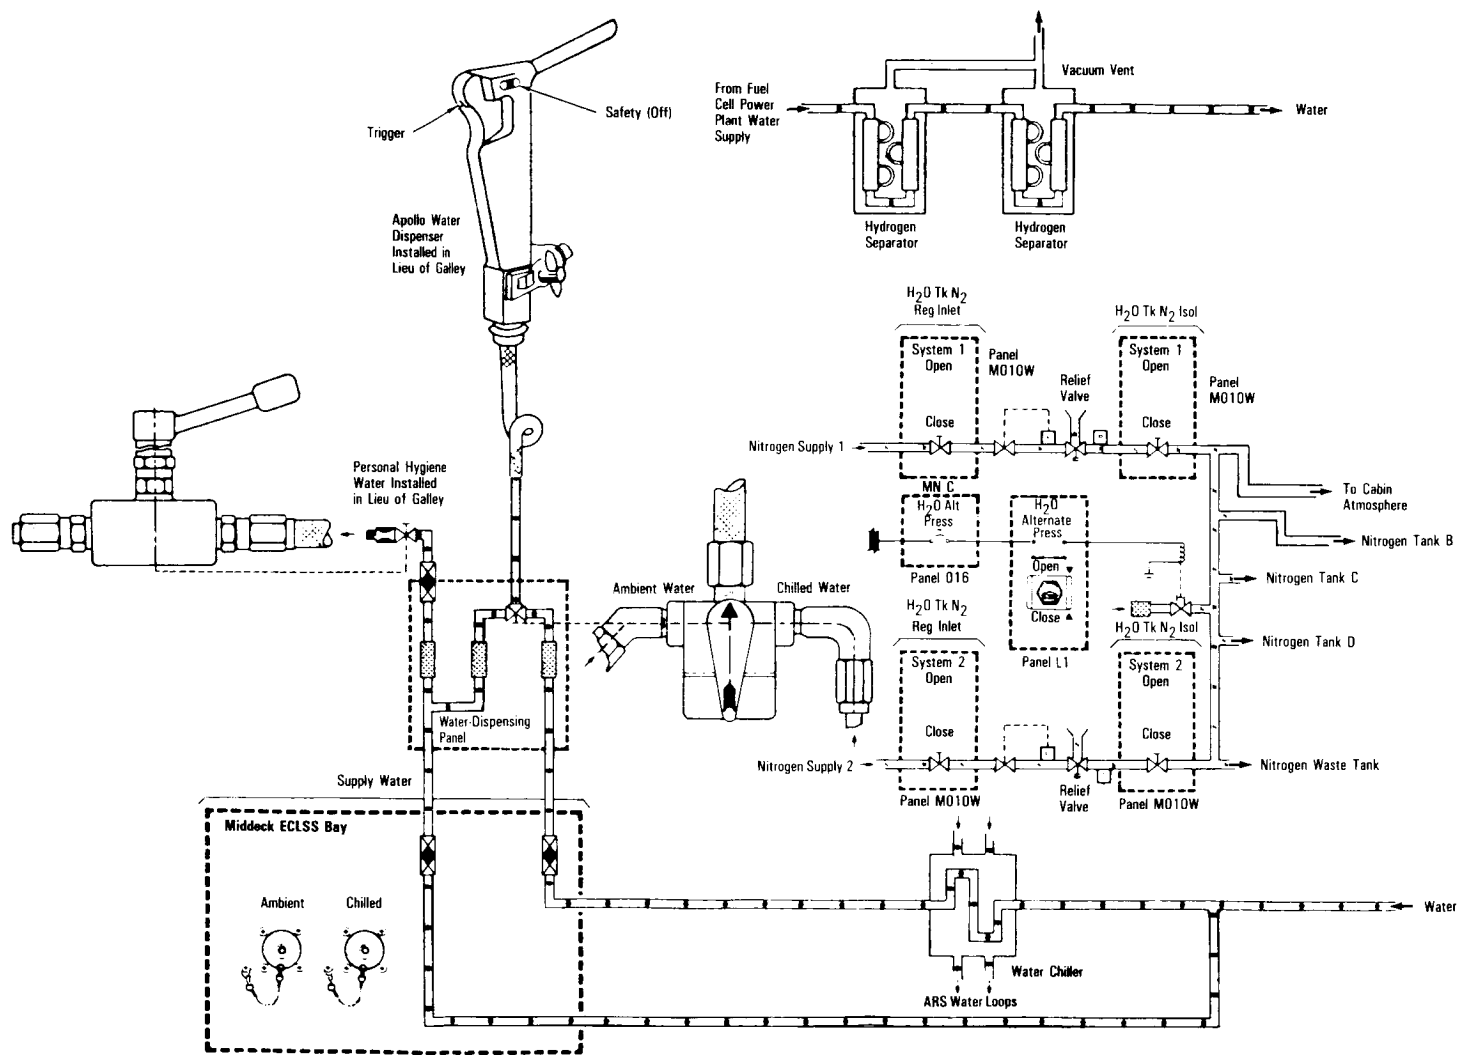 Trigger
Safety (Off)
Apollo Water
Dispenser
Installed in
Lieu of Galley
From Fuel
Cell Power
Plant Water
Supply
Vacuum Vent
Water
Hydrogen
Separator
Hydrogen
Separator
Personal Hygiene
Water Installed
in Lieu of Galley
H2O Tk N2
Reg Inlet
System 1
Open
Close
Panel
MO10W
Relief
Valve
H2O Tk N2 Isol
System 1
Open
Close
Panel
MO10W
Nitrogen Supply 1
To Cabin
Atmosphere
Nitrogen Tank B
MN C
H2O Alt
Press
Panel O16
H2O
Alternate
Press
Open
Close
Panel L1
Nitrogen Tank C
Nitrogen Tank D
Ambient Water
Chilled Water
H2O Tk N2
Reg Inlet
System 2
Open
Close
Panel MO10W
H2O Tk N2 Isol
System 2
Open
Close
Panel MO10W
Nitrogen Supply 2
Relief
Valve
Nitrogen Waste Tank
Water-Dispensing
Panel
Supply Water
Middeck ECLSS Bay
Ambient
Chilled
Water
Water Chiller
ARS Water Loops